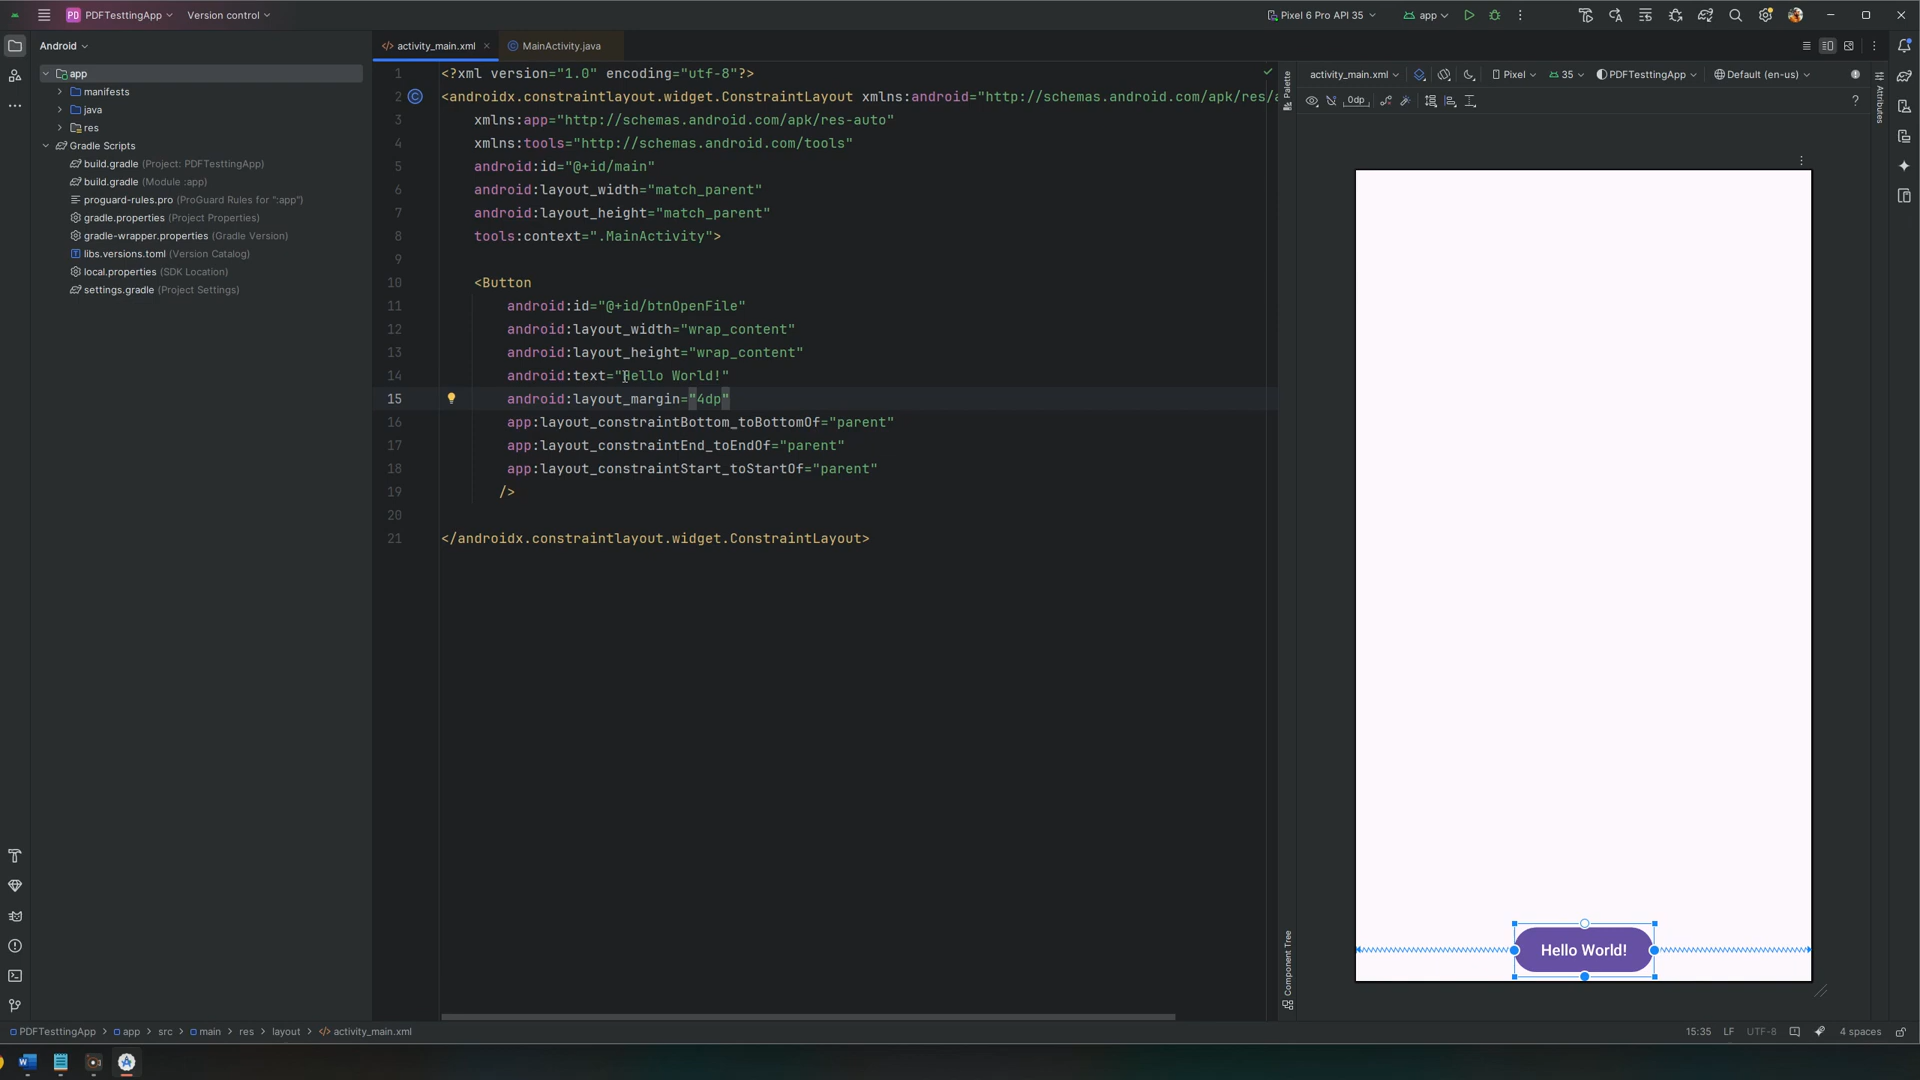 PD PDFTesttingApp Version control Pixel 6 Pro API 35 app
Android
activity_main.xml MainActivity.java
app
manifests
java
res
Gradle Scripts
build.gradle (Project: PDFTesttingApp)
build.gradle (Module :app)
proguard-rules.pro (ProGuard Rules for ":app")
gradle.properties (Project Properties)
gradle-wrapper.properties (Gradle Version)
libs.versions.toml (Version Catalog)
local.properties (SDK Location)
settings.gradle (Project Settings)
1 <?xml version="1.0" encoding="utf-8"?>
2 <androidx.constraintlayout.widget.ConstraintLayout xmlns:android="http://schemas.android.com/apk/res/
3 xmlns:app="http://schemas.android.com/apk/res-auto"
4 xmlns:tools="http://schemas.android.com/tools"
5 android:id="@+id/main"
6 android:layout_width="match_parent"
7 android:layout_height="match_parent"
8 tools:context=".MainActivity">
9
10 <Button
11 android:id="@+id/btnOpenFile"
12 android:layout_width="wrap_content"
13 android:layout_height="wrap_content"
14 android:text="Hello World!"
15 android:layout_margin="4dp"
16 app:layout_constraintBottom_toBottomOf="parent"
17 app:layout_constraintEnd_toEndOf="parent"
18 app:layout_constraintStart_toStartOf="parent"
19 />
20
21 </androidx.constraintlayout.widget.ConstraintLayout>
Palette
Component Tree
activity_main.xml Pixel 35 PDFTesttingApp Default (en-us)
0dp
?
Attributes
Hello World!
PDFTesttingApp > app > src > main > res > layout > activity_main.xml
15:35 LF UTF-8 4 spaces